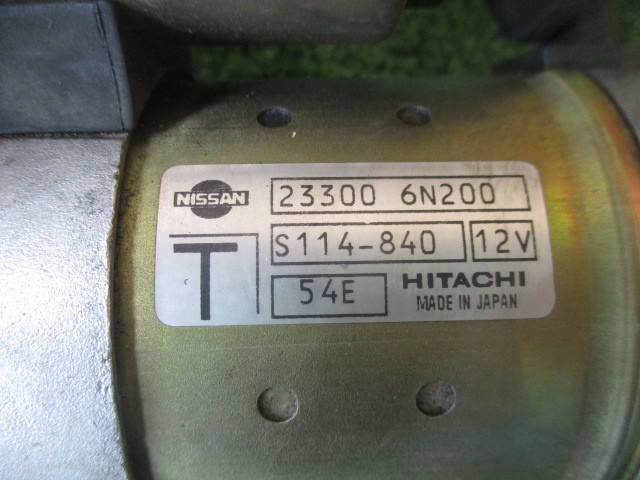 NISSAN 23300 6N200
T S114-840 12V
54E HITACHI
MADE IN JAPAN